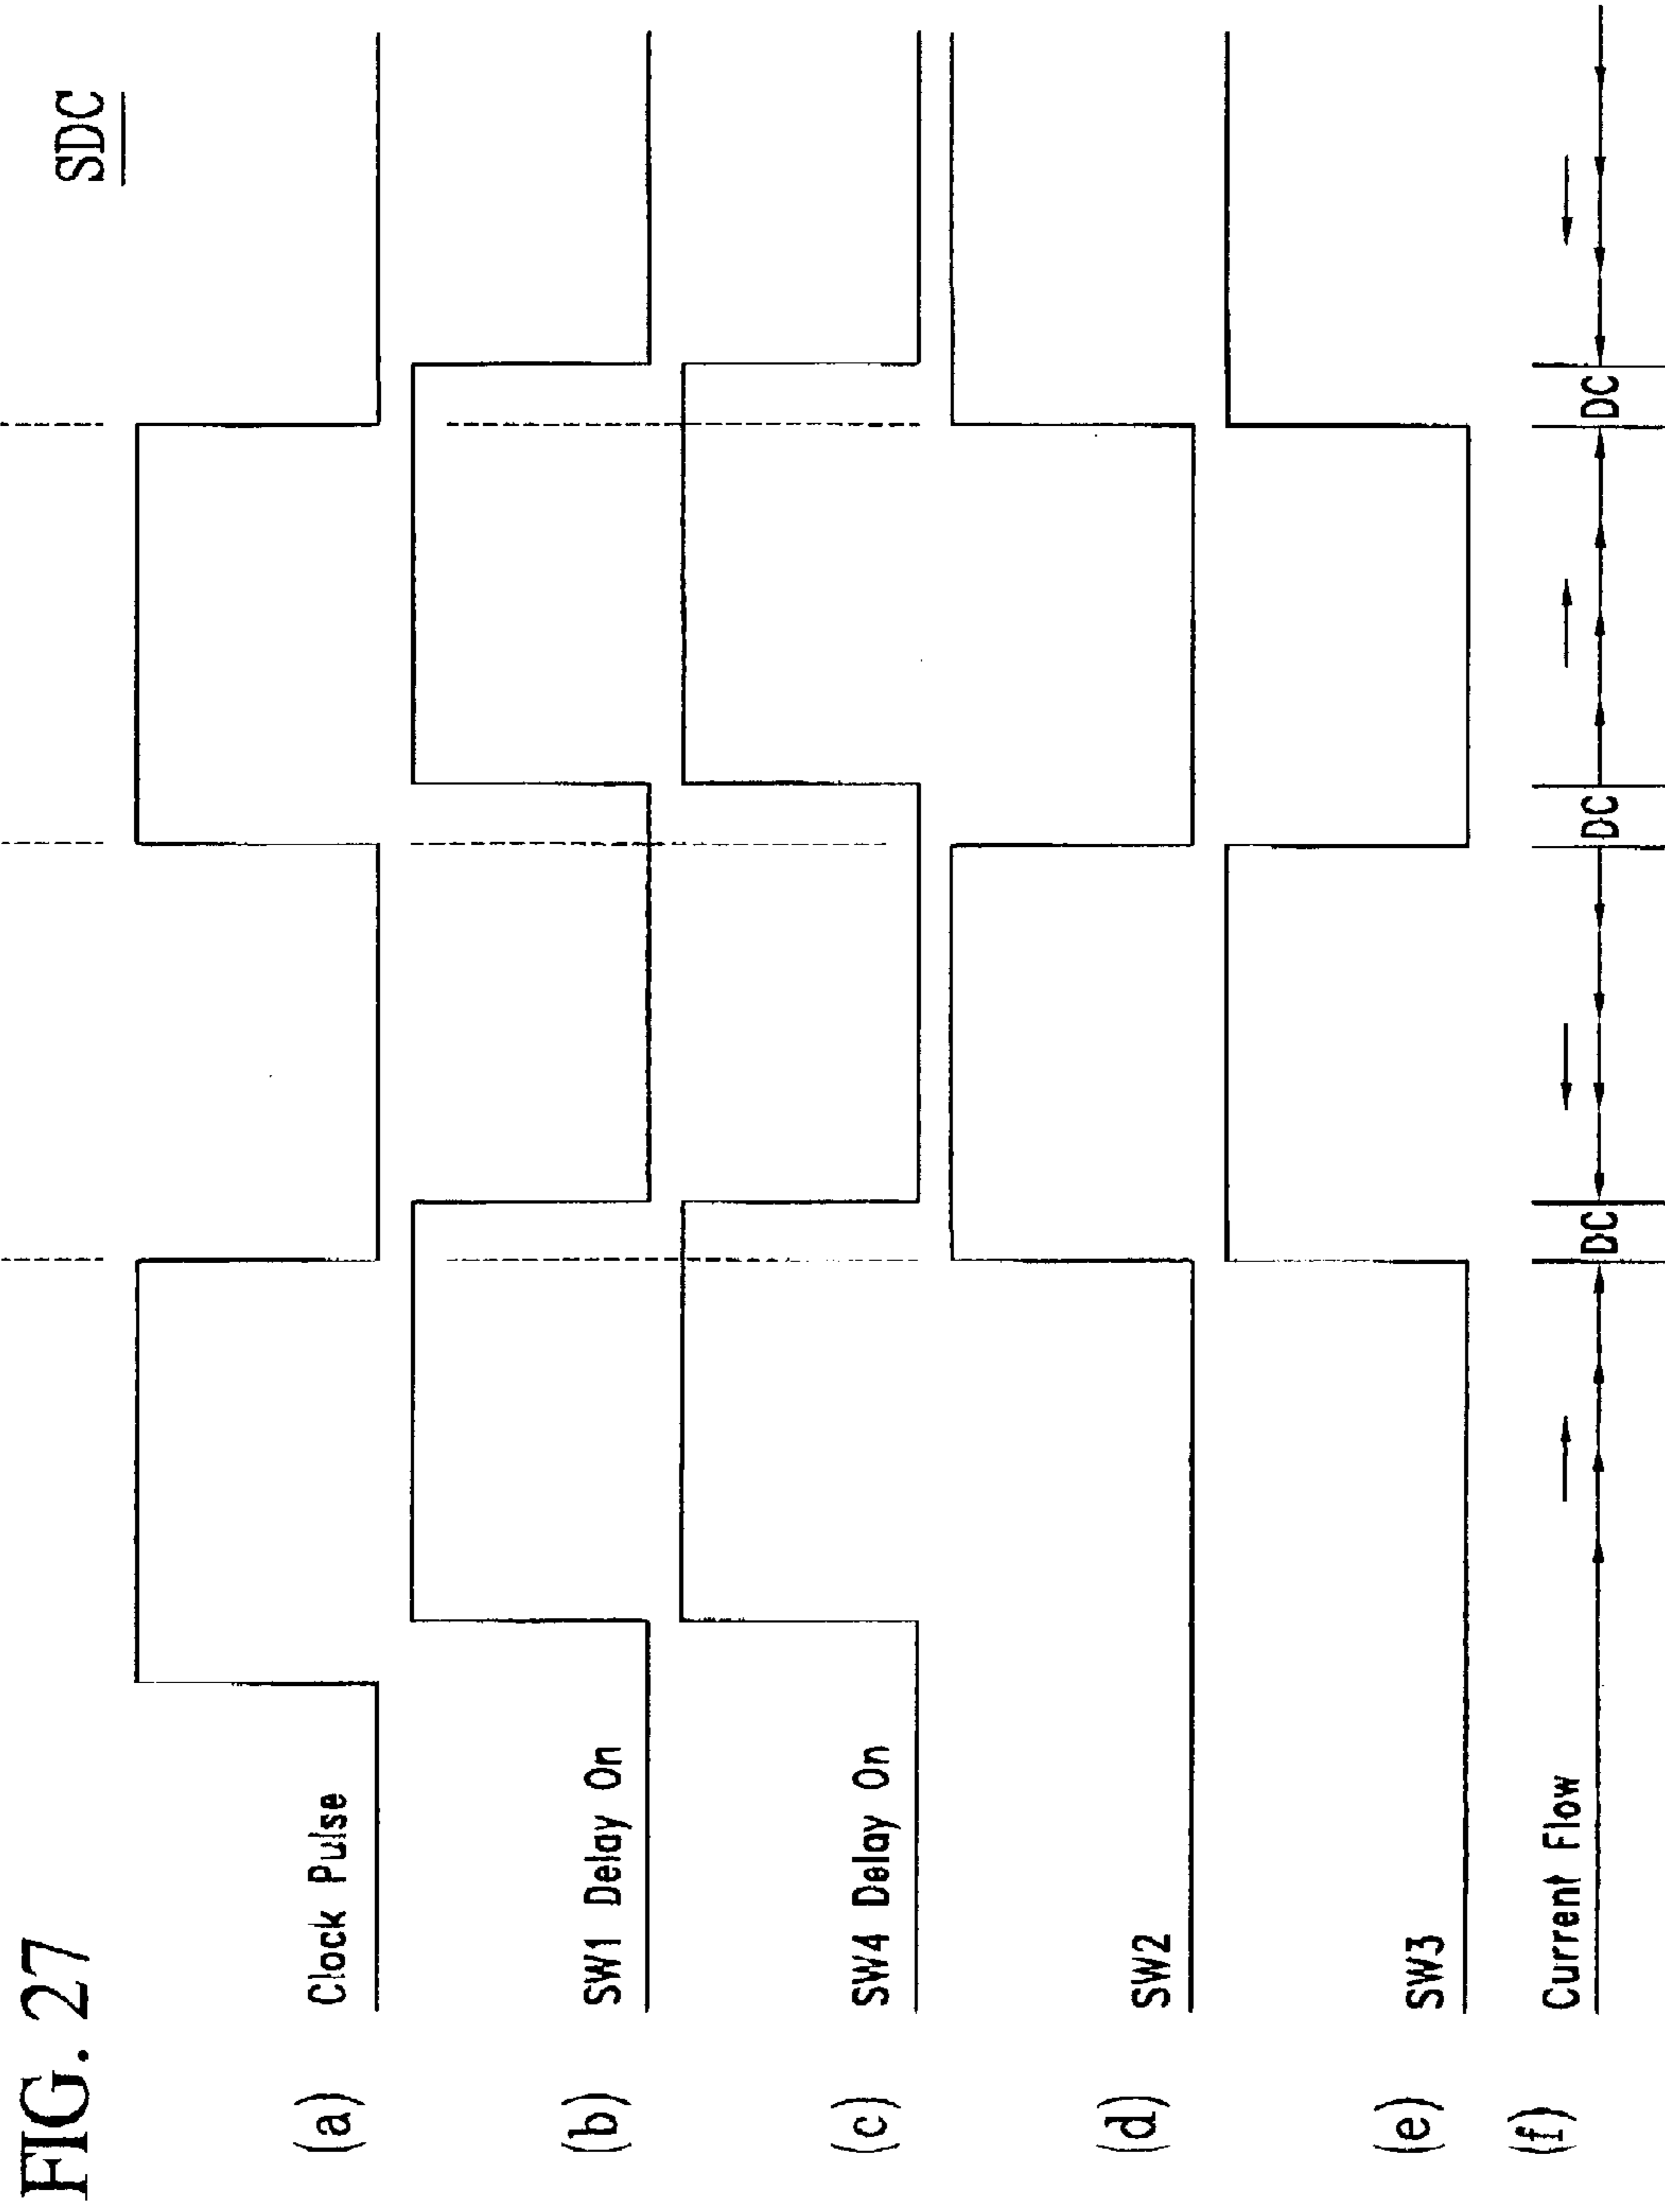 FIG. 27
SDC
(a) Clock Pulse
(b) SW1 Delay On
(c) SW4 Delay On
(d) SW2
(e) SW3
(f) Current Flow
DC DC DC